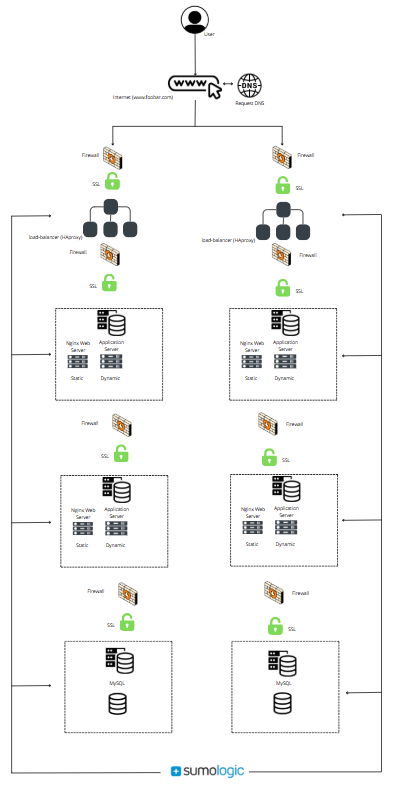 User
WWW
DNS
Internet (www.foobar.com)
Request DNS
Firewall
Firewall
SSL
SSL
load-balancer (HAproxy)
load-balancer (HAproxy)
Firewall
Firewall
SSL
SSL
Nginx Web
Server
Application
Server
Nginx Web
Server
Application
Server
Static
Dynamic
Static
Dynamic
Firewall
Firewall
SSL
SSL
Nginx Web
Server
Application
Server
Nginx Web
Server
Application
Server
Static
Dynamic
Static
Dynamic
Firewall
Firewall
SSL
SSL
MySQL
MySQL
sumologic